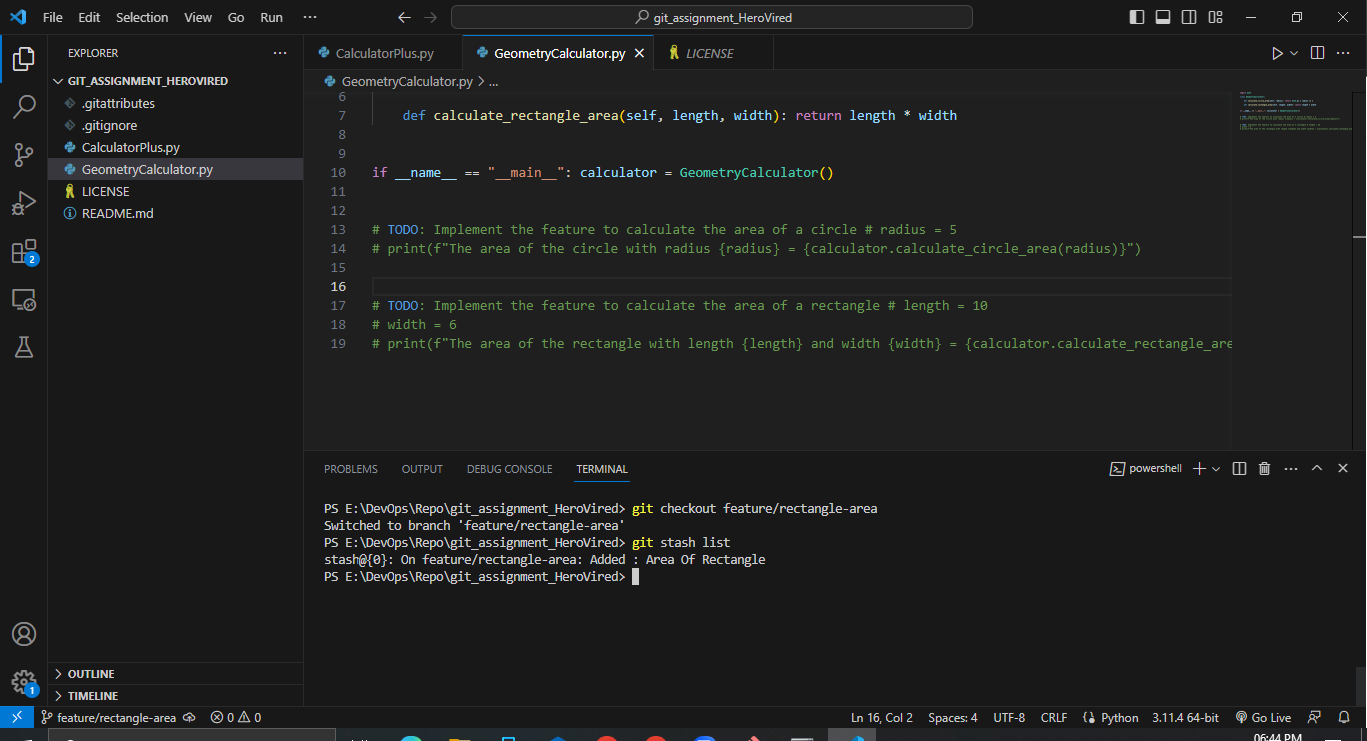 File Edit Selection View Go Run ···
git_assignment_HeroVired
EXPLORER
GIT_ASSIGNMENT_HEROVIRED
.gitattributes
.gitignore
CalculatorPlus.py
GeometryCalculator.py
LICENSE
README.md
CalculatorPlus.py GeometryCalculator.py LICENSE
GeometryCalculator.py > ...
6
7 def calculate_rectangle_area(self, length, width): return length * width
8
9
10 if __name__ == "__main__": calculator = GeometryCalculator()
11
12
13 # TODO: Implement the feature to calculate the area of a circle # radius = 5
14 # print(f"The area of the circle with radius {radius} = {calculator.calculate_circle_area(radius)}")
15
16
17 # TODO: Implement the feature to calculate the area of a rectangle # length = 10
18 # width = 6
19 # print(f"The area of the rectangle with length {length} and width {width} = {calculator.calculate_rectangle_are
PROBLEMS OUTPUT DEBUG CONSOLE TERMINAL
powershell
PS E:\DevOps\Repo\git_assignment_HeroVired> git checkout feature/rectangle-area
Switched to branch 'feature/rectangle-area'
PS E:\DevOps\Repo\git_assignment_HeroVired> git stash list
stash@{0}: On feature/rectangle-area: Added : Area Of Rectangle
PS E:\DevOps\Repo\git_assignment_HeroVired>
2
1
OUTLINE
TIMELINE
feature/rectangle-area 0 0
Ln 16, Col 2 Spaces: 4 UTF-8 CRLF Python 3.11.4 64-bit Go Live
06:44 PM